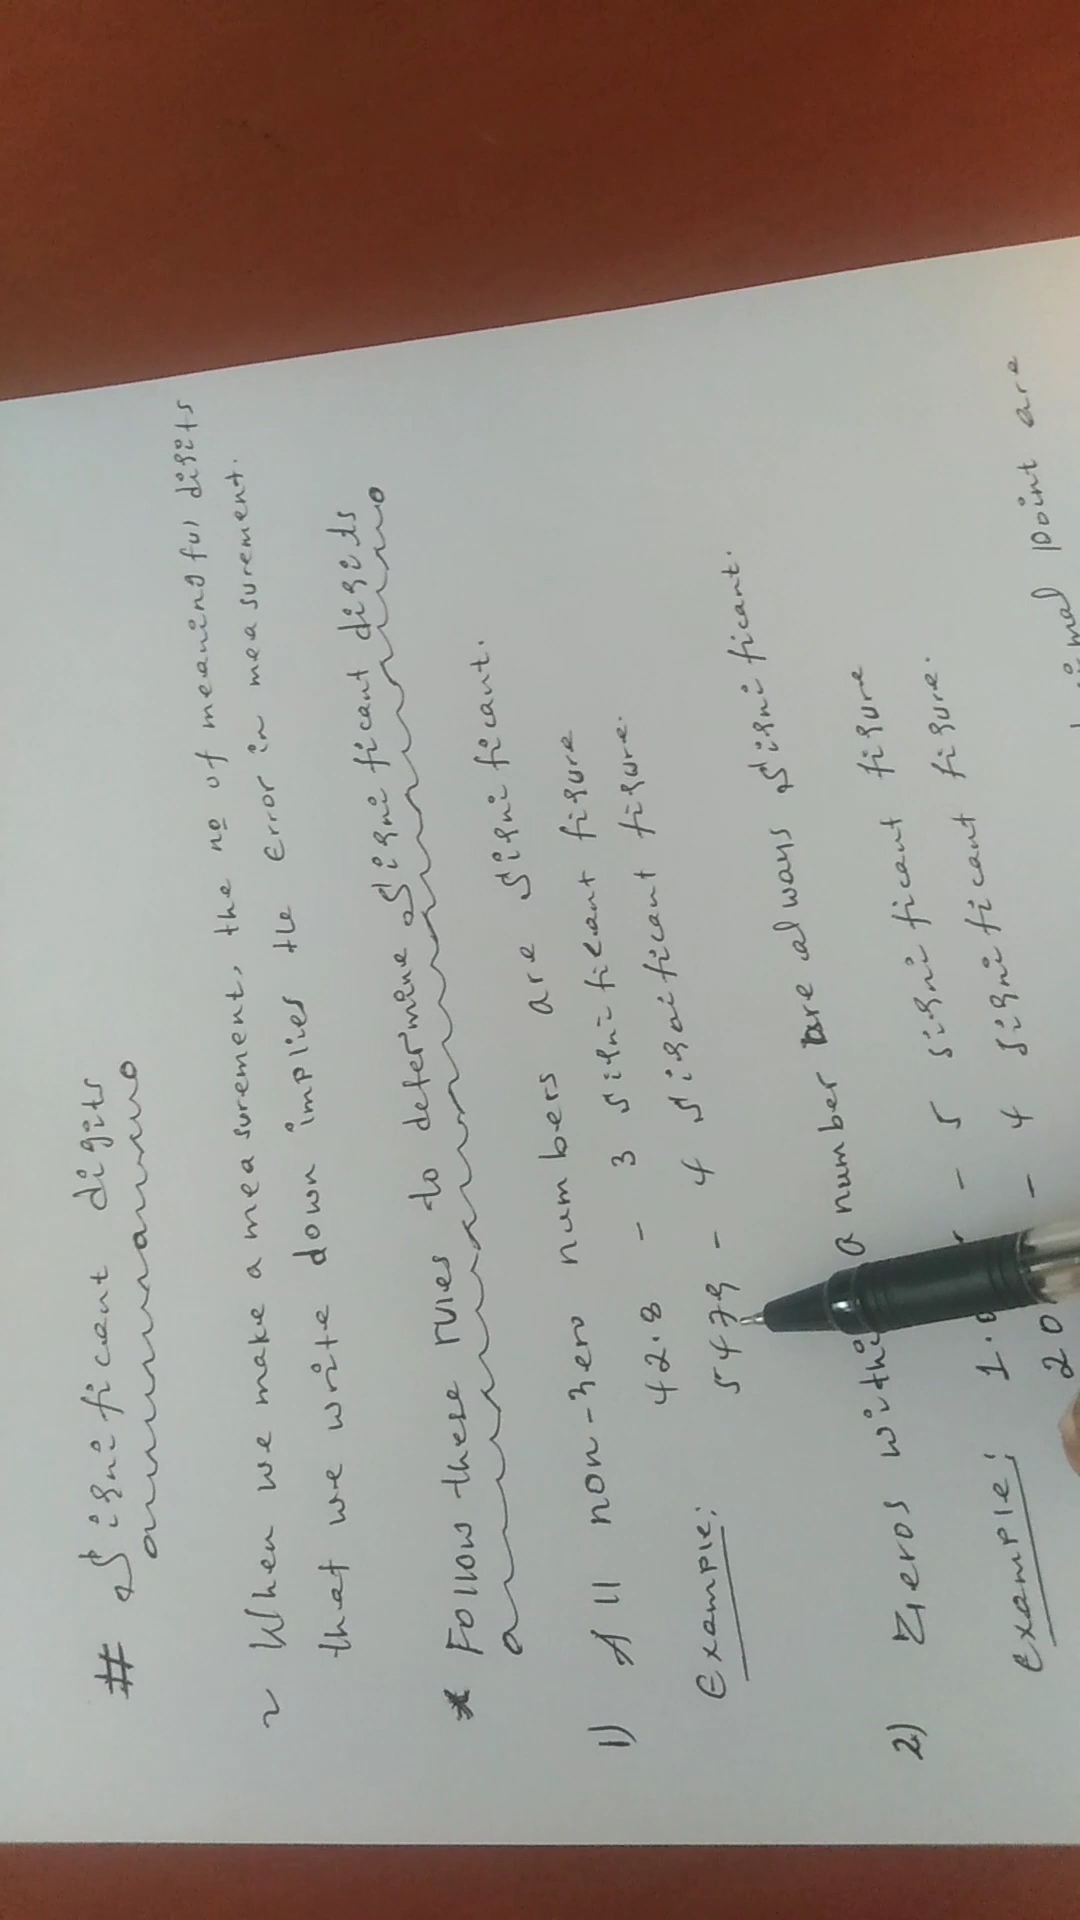 # Significant digits
~ When we make a measurement, the no of meaningful digits
that we write down implies the error in measurement.
* Follow these rules to determine significant digits
1) All non-zero numbers are significant.
Example: 42.8 - 3 significant figure
5479 - 4 significant figure.
2) Zeros a number are always significant.
Example: - 5 significant figure
20 - 4 significant figure.
point are